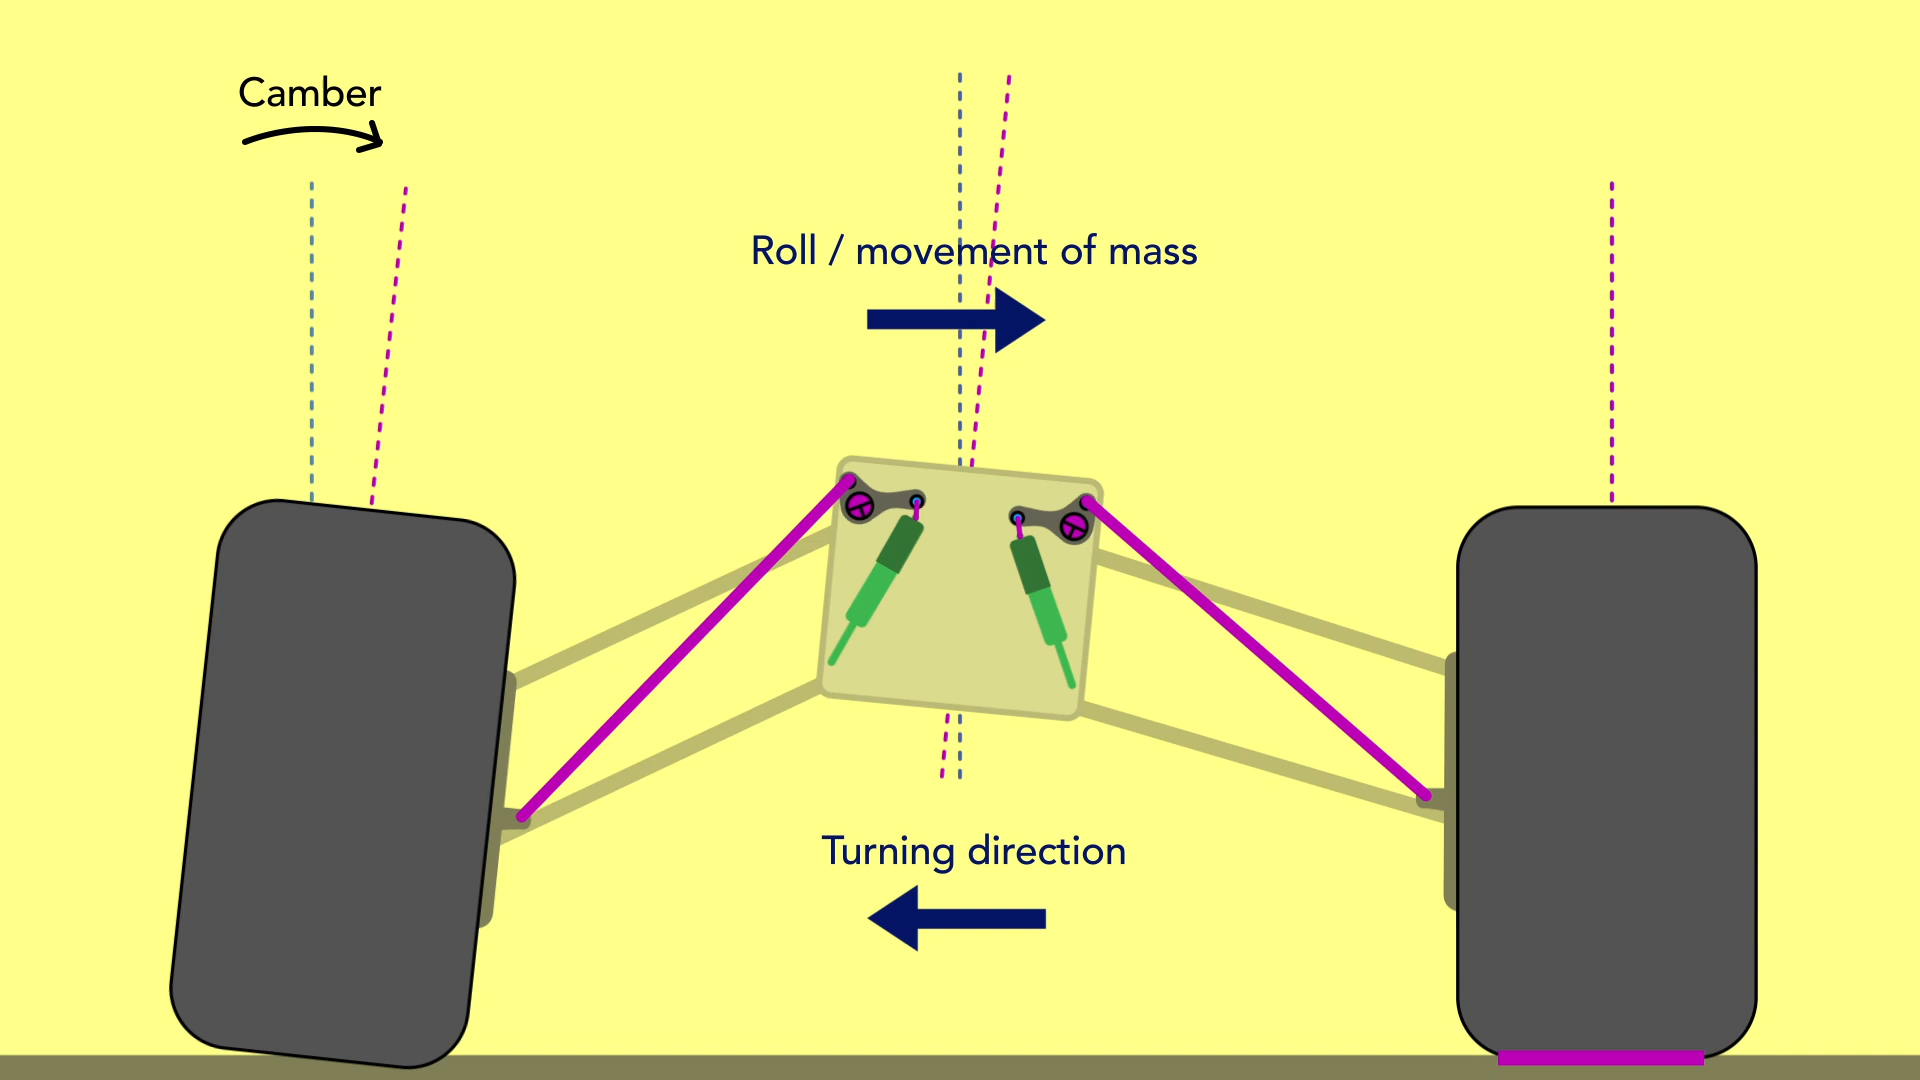 Camber
Roll / movement of mass
Turning direction